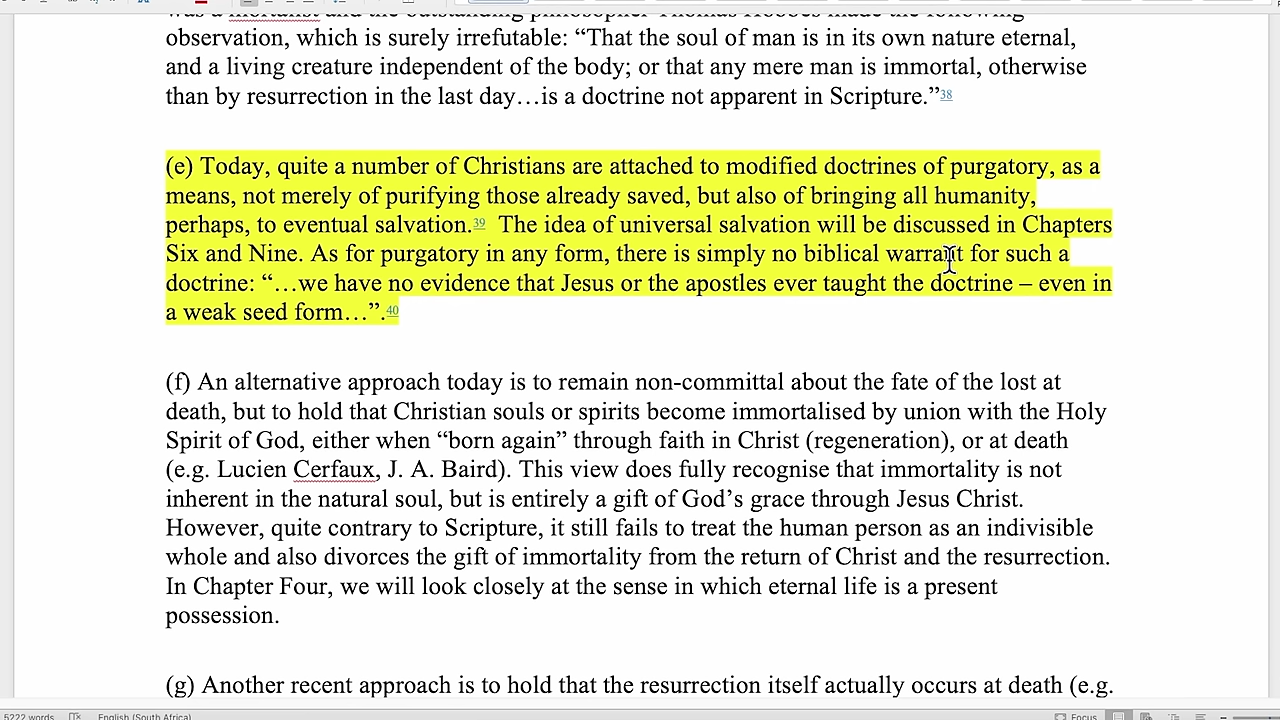 was a mortalist and the outstanding philosopher Thomas Hobbes made the following
observation, which is surely irrefutable: “That the soul of man is in its own nature eternal,
and a living creature independent of the body; or that any mere man is immortal, otherwise
than by resurrection in the last day…is a doctrine not apparent in Scripture.”38
(e) Today, quite a number of Christians are attached to modified doctrines of purgatory, as a
means, not merely of purifying those already saved, but also of bringing all humanity,
perhaps, to eventual salvation.39 The idea of universal salvation will be discussed in Chapters
Six and Nine. As for purgatory in any form, there is simply no biblical warrant for such a
doctrine: “…we have no evidence that Jesus or the apostles ever taught the doctrine – even in
a weak seed form…”.40
(f) An alternative approach today is to remain non-committal about the fate of the lost at
death, but to hold that Christian souls or spirits become immortalised by union with the Holy
Spirit of God, either when “born again” through faith in Christ (regeneration), or at death
(e.g. Lucien Cerfaux, J. A. Baird). This view does fully recognise that immortality is not
inherent in the natural soul, but is entirely a gift of God’s grace through Jesus Christ.
However, quite contrary to Scripture, it still fails to treat the human person as an indivisible
whole and also divorces the gift of immortality from the return of Christ and the resurrection.
In Chapter Four, we will look closely at the sense in which eternal life is a present
possession.
(g) Another recent approach is to hold that the resurrection itself actually occurs at death (e.g.
5222 words English (South Africa) Focus